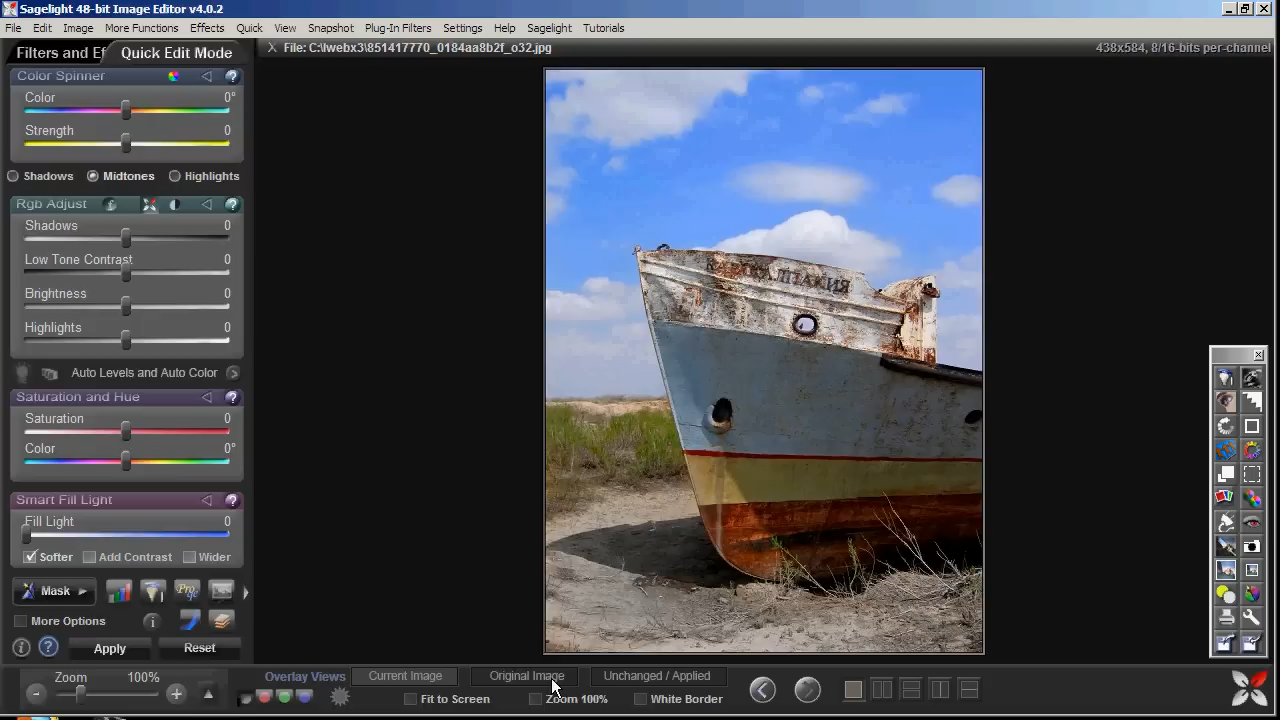 Sagelight 48-bit Image Editor v4.0.2
File Edit Image More Functions Effects Quick View Snapshot Plug-In Filters Settings Help Sagelight Tutorials
Filters and Ef Quick Edit Mode
X File: C:\lwebx3\851417770_0184aa8b2f_o32.jpg
438x584, 8/16-bits per-channel
Color Spinner
?
Color 0°
Strength 0
Shadows Midtones Highlights
Rgb Adjust
?
Shadows 0
Low Tone Contrast 0
Brightness 0
Highlights 0
Auto Levels and Auto Color
Saturation and Hue
?
Saturation 0
Color 0°
Smart Fill Light
?
Fill Light 0
Softer Add Contrast Wider
Mask
More Options
Apply Reset
Zoom 100%
Overlay Views Current Image Original Image Unchanged / Applied
Fit to Screen Zoom 100% White Border